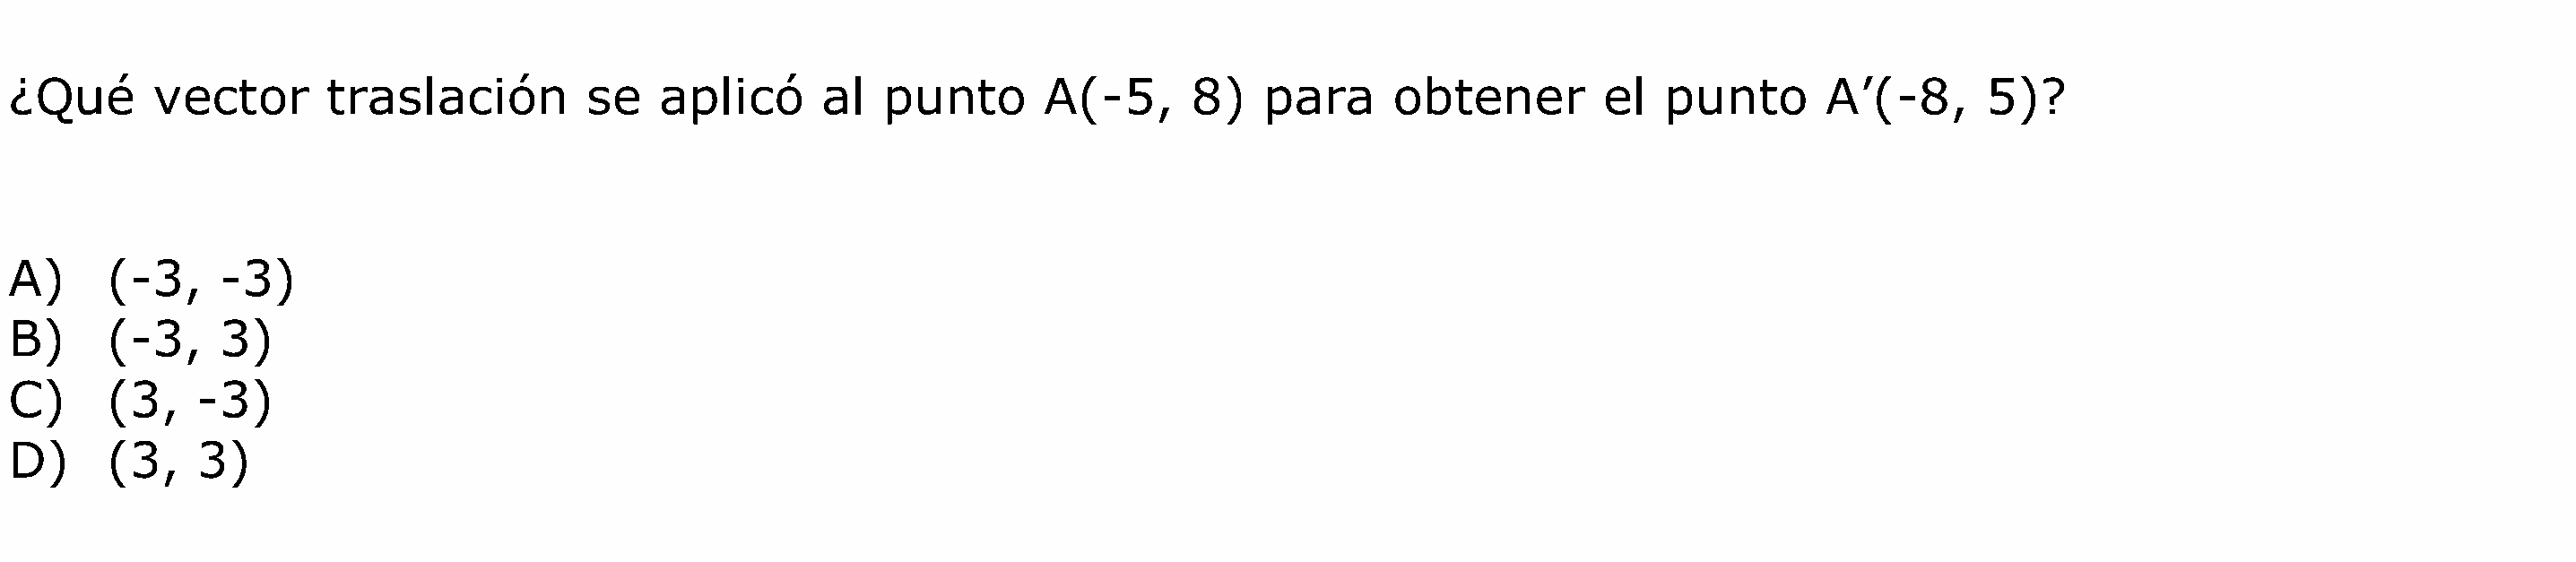 ¿Qué vector traslación se aplicó al punto A(-5, 8) para obtener el punto A’(-8, 5)?
A) (-3, -3)
B) (-3, 3)
C) (3, -3)
D) (3, 3)